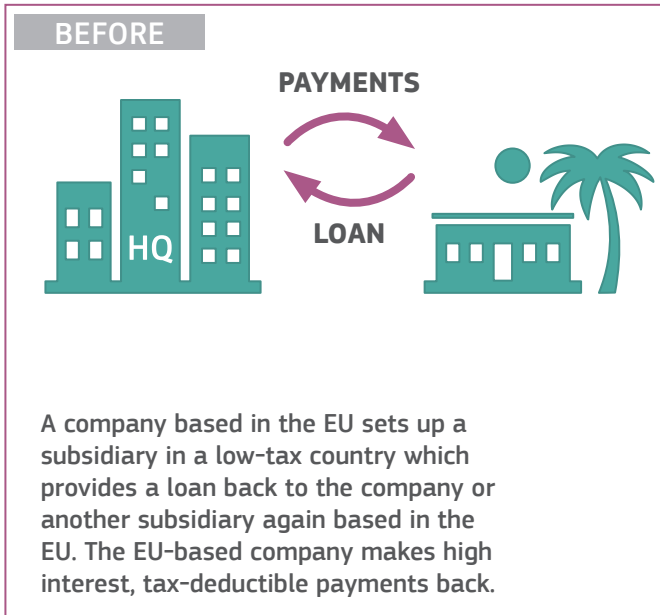 BEFORE
PAYMENTS
LOAN
HQ
A company based in the EU sets up a
subsidiary in a low-tax country which
provides a loan back to the company or
another subsidiary again based in the
EU. The EU-based company makes high
interest, tax-deductible payments back.